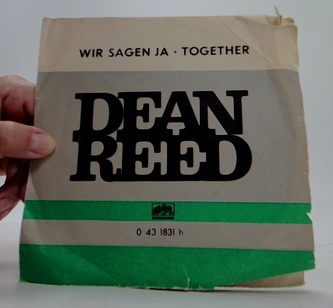 WIR SAGEN JA · TOGETHER
DEAN
REED
0 43 1831 h